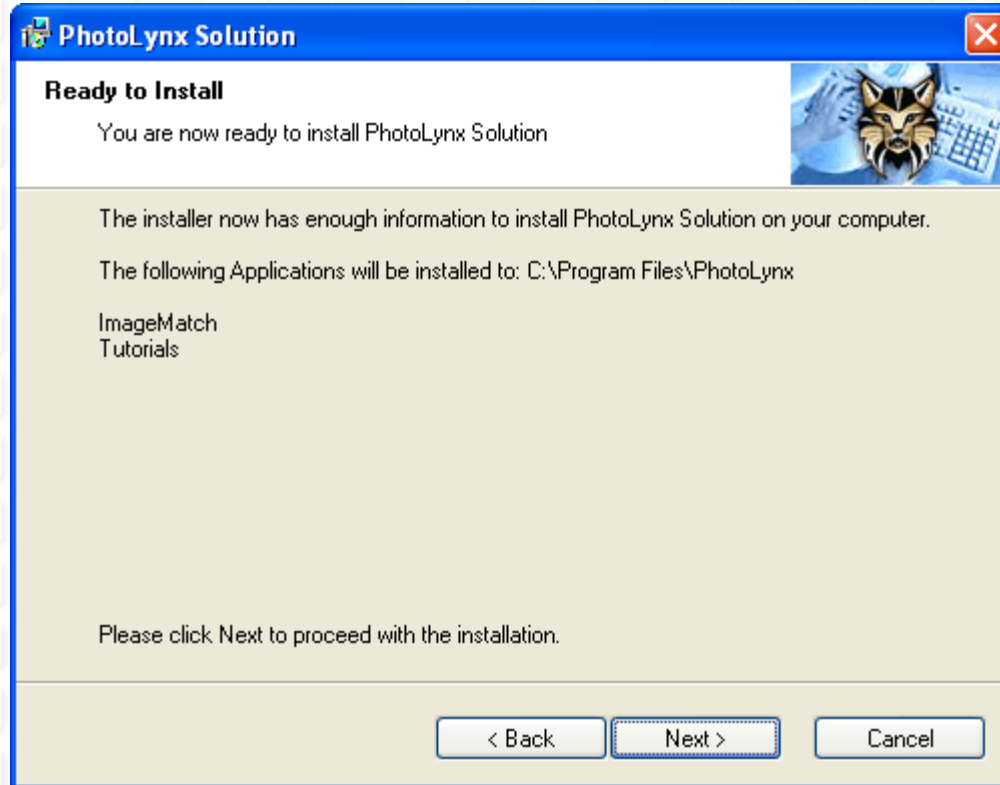 PhotoLynx Solution
Ready to Install
You are now ready to install PhotoLynx Solution
The installer now has enough information to install PhotoLynx Solution on your computer.
The following Applications will be installed to: C:\Program Files\PhotoLynx
ImageMatch
Tutorials
Please click Next to proceed with the installation.
< Back
Next >
Cancel